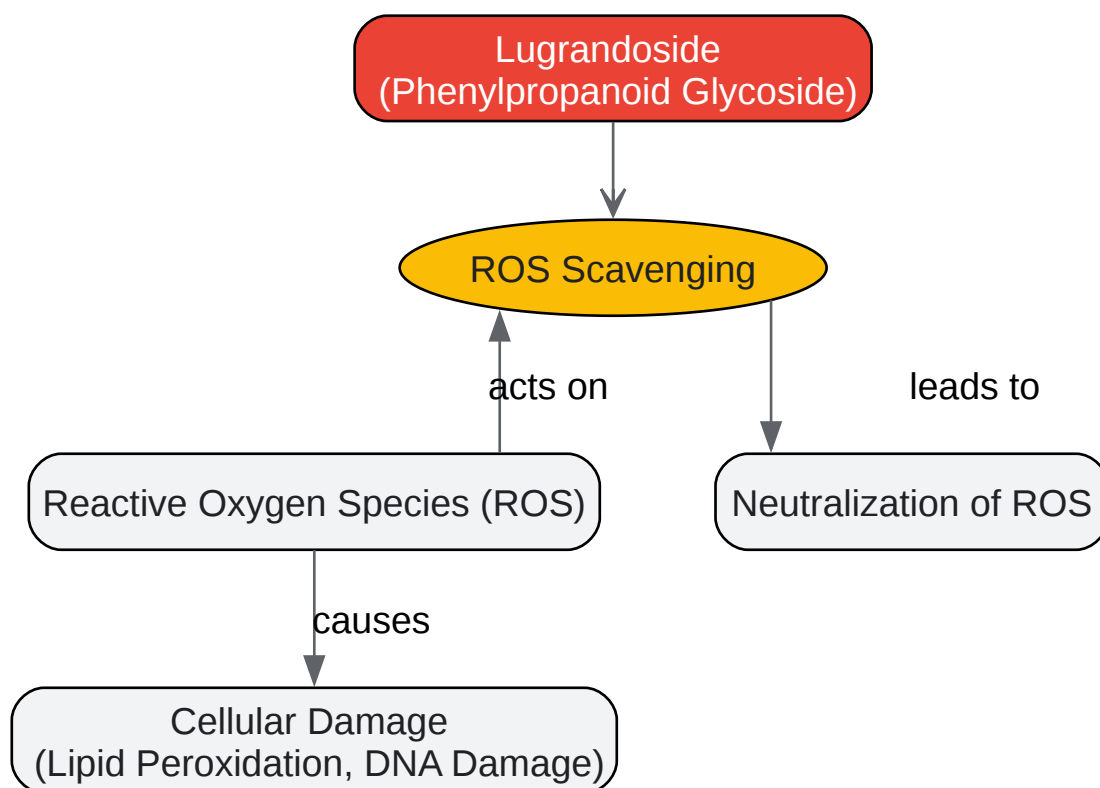 Lugrandoside
(Phenylpropanoid Glycoside)
ROS Scavenging
acts on
leads to
Reactive Oxygen Species (ROS)
Neutralization of ROS
causes
Cellular Damage
(Lipid Peroxidation, DNA Damage)